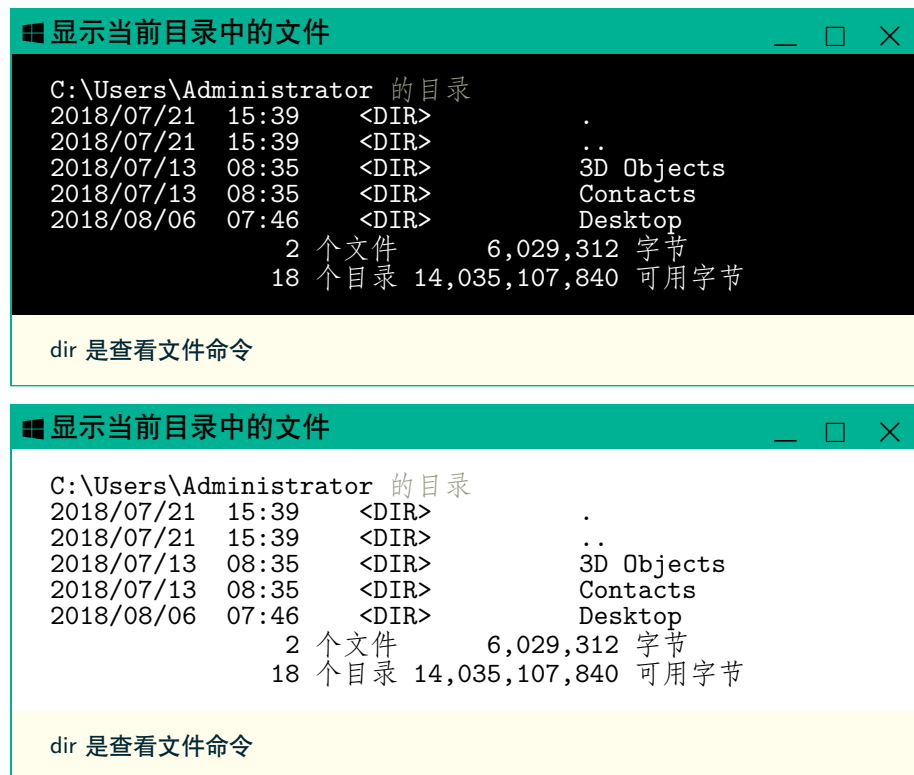 显示当前目录中的文件
C:\Users\Administrator 的目录
2018/07/21  15:39    <DIR>          .
2018/07/21  15:39    <DIR>          ..
2018/07/13  08:35    <DIR>          3D Objects
2018/07/13  08:35    <DIR>          Contacts
2018/08/06  07:46    <DIR>          Desktop
2 个文件      6,029,312 字节
18 个目录 14,035,107,840 可用字节
dir 是查看文件命令
显示当前目录中的文件
C:\Users\Administrator 的目录
2018/07/21  15:39    <DIR>          .
2018/07/21  15:39    <DIR>          ..
2018/07/13  08:35    <DIR>          3D Objects
2018/07/13  08:35    <DIR>          Contacts
2018/08/06  07:46    <DIR>          Desktop
2 个文件      6,029,312 字节
18 个目录 14,035,107,840 可用字节
dir 是查看文件命令